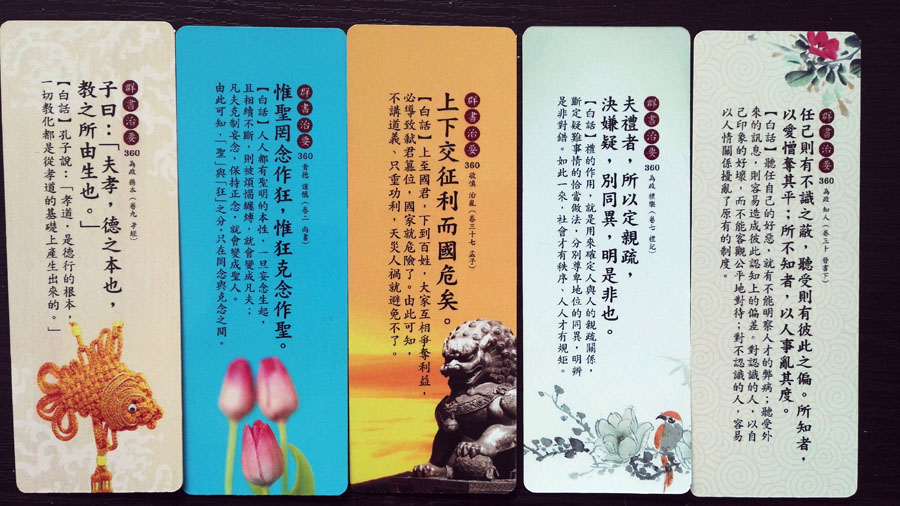 群書治要360 為政 務本（卷九 孝經）
子曰：「夫孝，德之本也，
教之所由生也。」
【白話】孔子說：「孝道，是德行的根本，
一切教化都是從孝道的基礎上產生出來的。」
群書治要360 貴德 謹慎（卷二 尚書）
惟聖罔念作狂，惟狂克念作聖。
【白話】人人都有聖明的本性，一旦妄念生起，
且相續不斷，則被煩惱纏縛，就會變成凡夫；
凡夫克制妄念，保持正念，就會變成聖人。
由此可知，「聖」與「狂」之分，只在罔念與克念之間。
群書治要360 敬慎 治亂（卷三十七 孟子）
上下交征利而國危矣。
【白話】上至國君，下到百姓，大家互相爭奪利益，
必導致弒君篡位，國家就危險了。由此可知，
不講道義、只重功利，天災人禍就避免不了。
群書治要360 為政 禮樂（卷七 禮記）
夫禮者，所以定親疏，
決嫌疑，別同異，明是非也。
【白話】禮的作用，就是用來確定人與人的親疏關係，
斷定疑難事情的恰當做法，分別尊卑地位的同異，明辨
是非對錯。如此一來，社會才有秩序、人人才有規矩。
群書治要360 為政 知人（卷三十 晉書下）
任己則有不識之蔽，聽受則有彼此之偏。所知者，
以愛憎奪其平；所不知者，以人事亂其度。
【白話】聽任自己的好惡，就有不能明察人才的弊病；聽受外
來的訊息，則容易造成彼此認知上的偏差。對認識的人，以自
己印象的好壞，而不能客觀公平地對待；對不認識的人，容易
以人情關係擾亂了原有的制度。